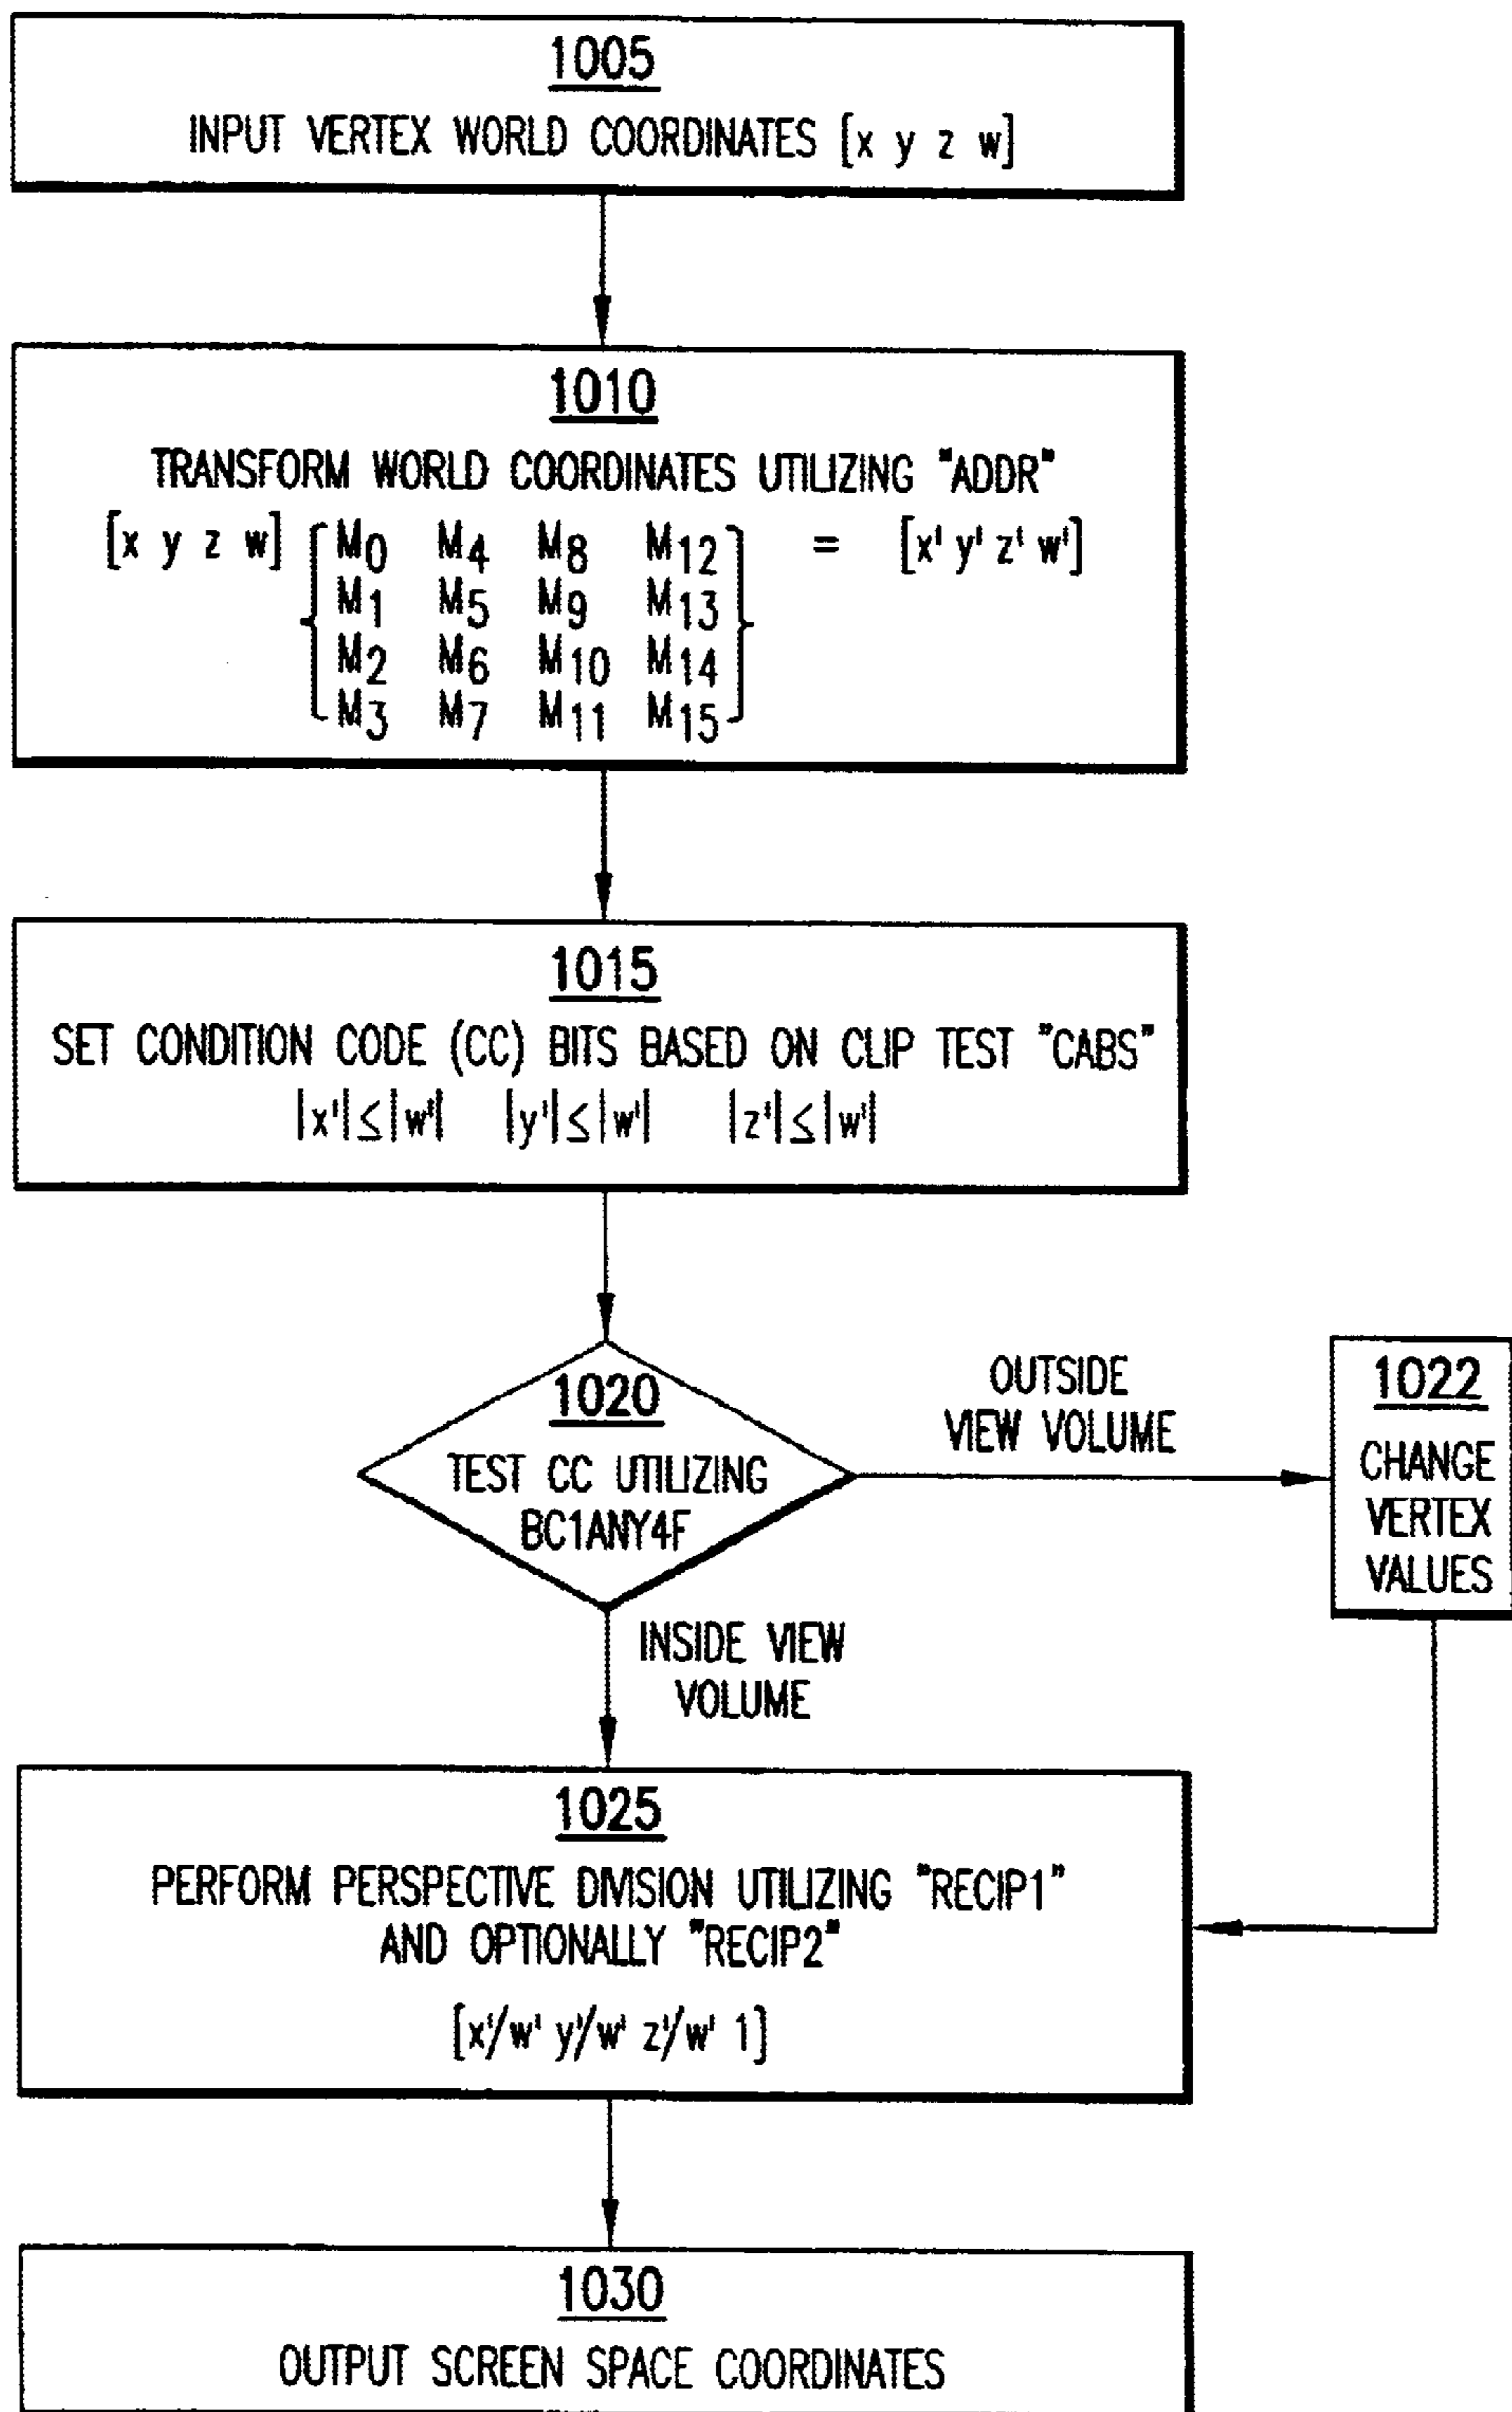 1005
INPUT VERTEX WORLD COORDINATES [x y z w]
1010
TRANSFORM WORLD COORDINATES UTILIZING "ADDR"
[x y z w] { M0 M4 M8 M12 } = [x' y' z' w']
M1 M5 M9 M13
M2 M6 M10 M14
M3 M7 M11 M15
1015
SET CONDITION CODE (CC) BITS BASED ON CLIP TEST "CABS"
|x'|≤|w'| |y'|≤|w'| |z'|≤|w'|
1020
TEST CC UTILIZING
BC1ANY4F
OUTSIDE
VIEW VOLUME
1022
CHANGE
VERTEX
VALUES
INSIDE VIEW
VOLUME
1025
PERFORM PERSPECTIVE DIVISION UTILIZING "RECIP1"
AND OPTIONALLY "RECIP2"
[x'/w' y'/w' z'/w' 1]
1030
OUTPUT SCREEN SPACE COORDINATES